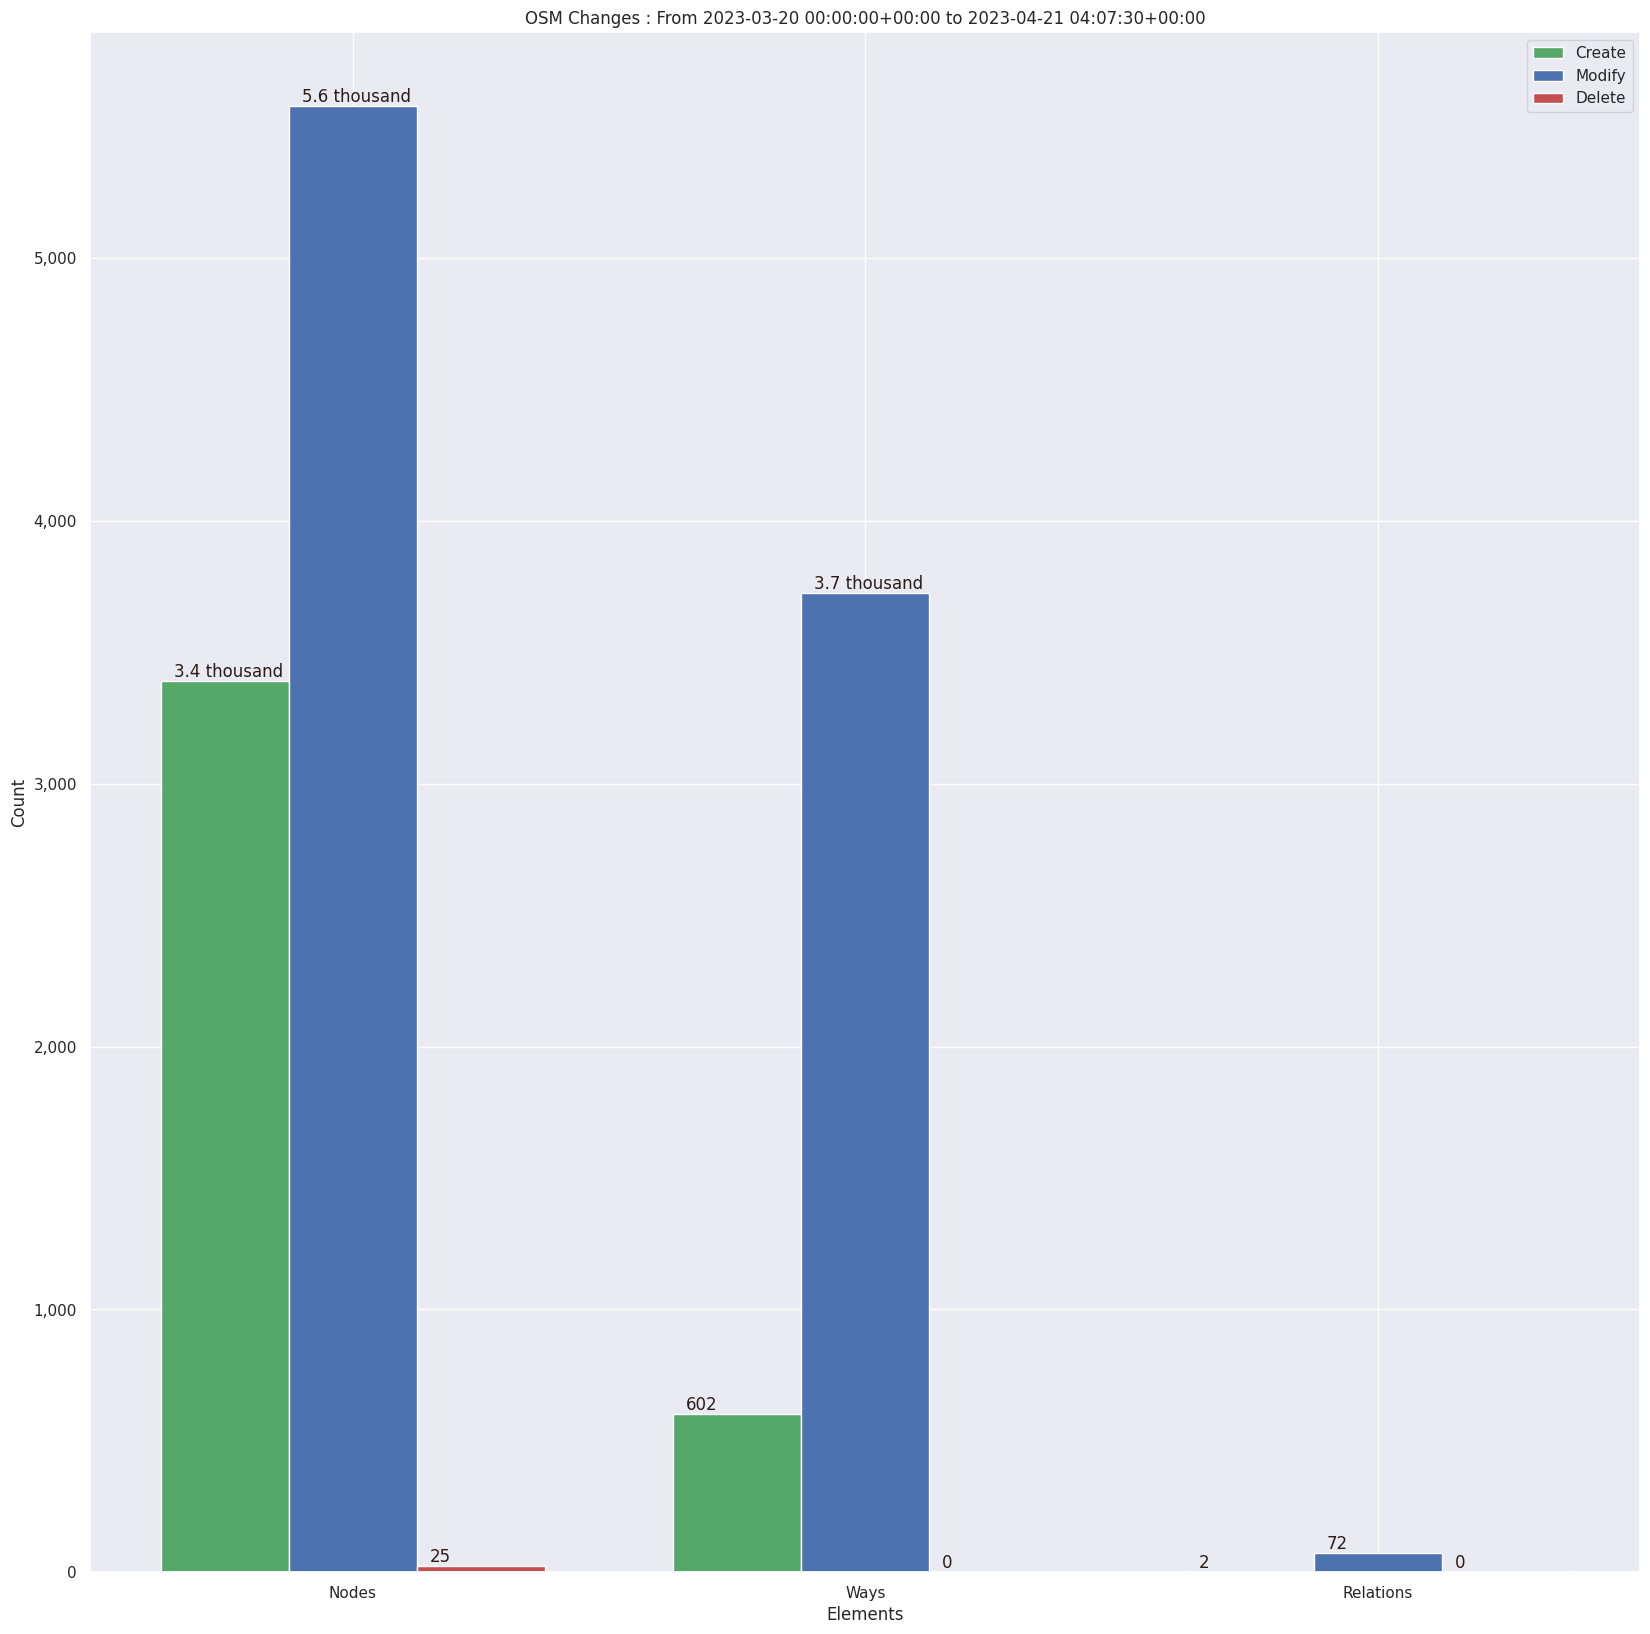 OSM Changes : From 2023-03-20 00:00:00+00:00 to 2023-04-21 04:07:30+00:00
Create
Modify
Delete
5.6 thousand
3.7 thousand
3.4 thousand
602
25
0
2
72
0
5,000
4,000
3,000
2,000
1,000
0
Count
Nodes
Ways
Relations
Elements